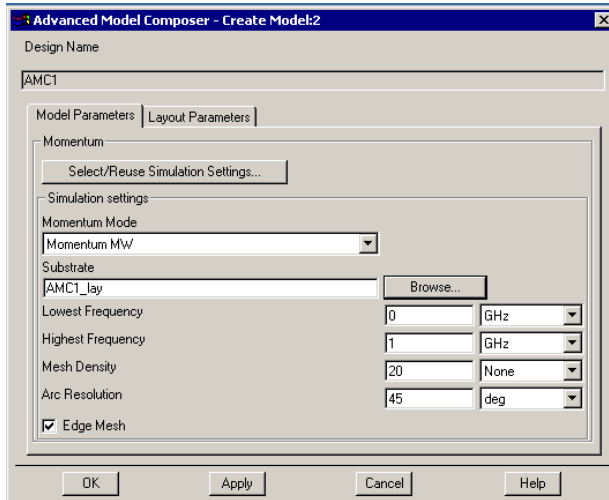 Advanced Model Composer - Create Model:2
Design Name
AMC1
Model Parameters Layout Parameters
Momentum
Select/Reuse Simulation Settings...
Simulation settings
Momentum Mode
Momentum MW
Substrate
AMC1_lay Browse...
Lowest Frequency 0 GHz
Highest Frequency 1 GHz
Mesh Density 20 None
Arc Resolution 45 deg
Edge Mesh
OK Apply Cancel Help